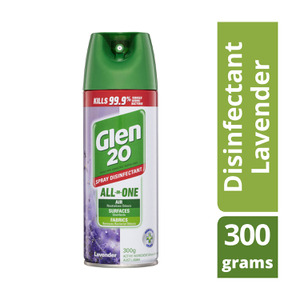 KILLS 99.9%
Glen
20
SPRAY DISINFECTANT
ALL IN ONE
AIR
SURFACES
FABRICS
Lavender
300g
Disinfectant
Lavender
300
grams